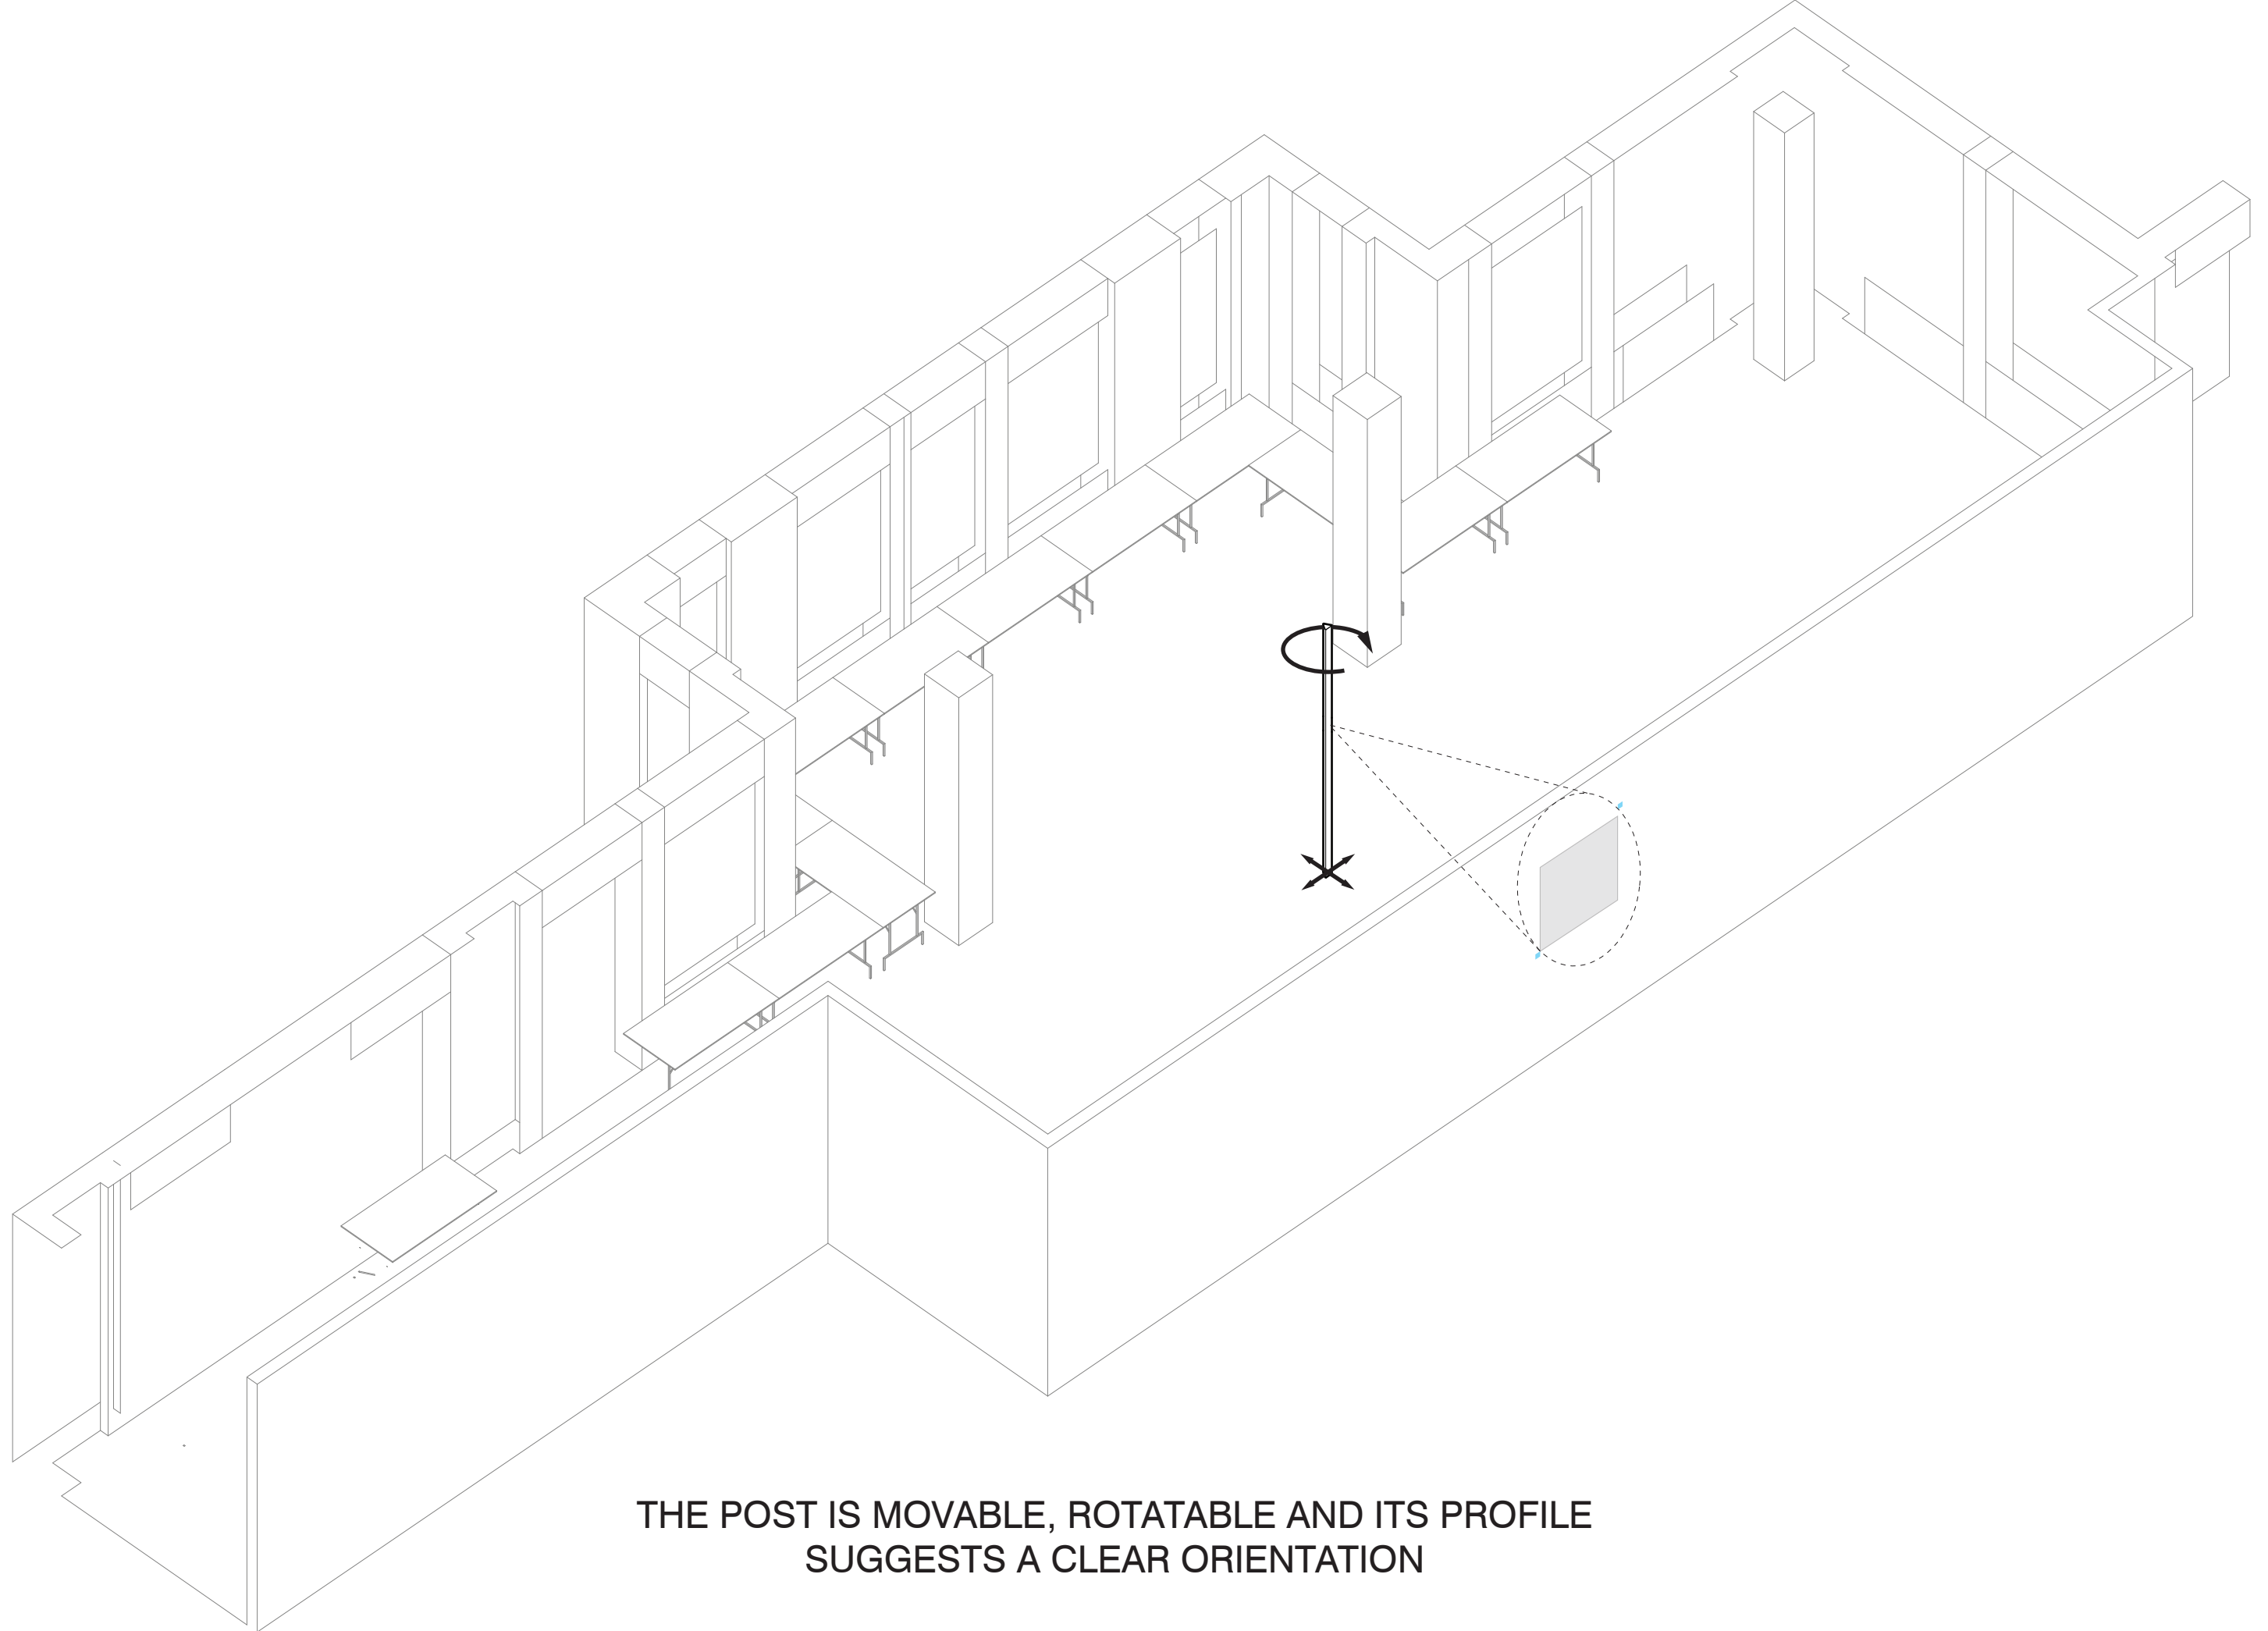 THE POST IS MOVABLE, ROTATABLE AND ITS PROFILE
SUGGESTS A CLEAR ORIENTATION